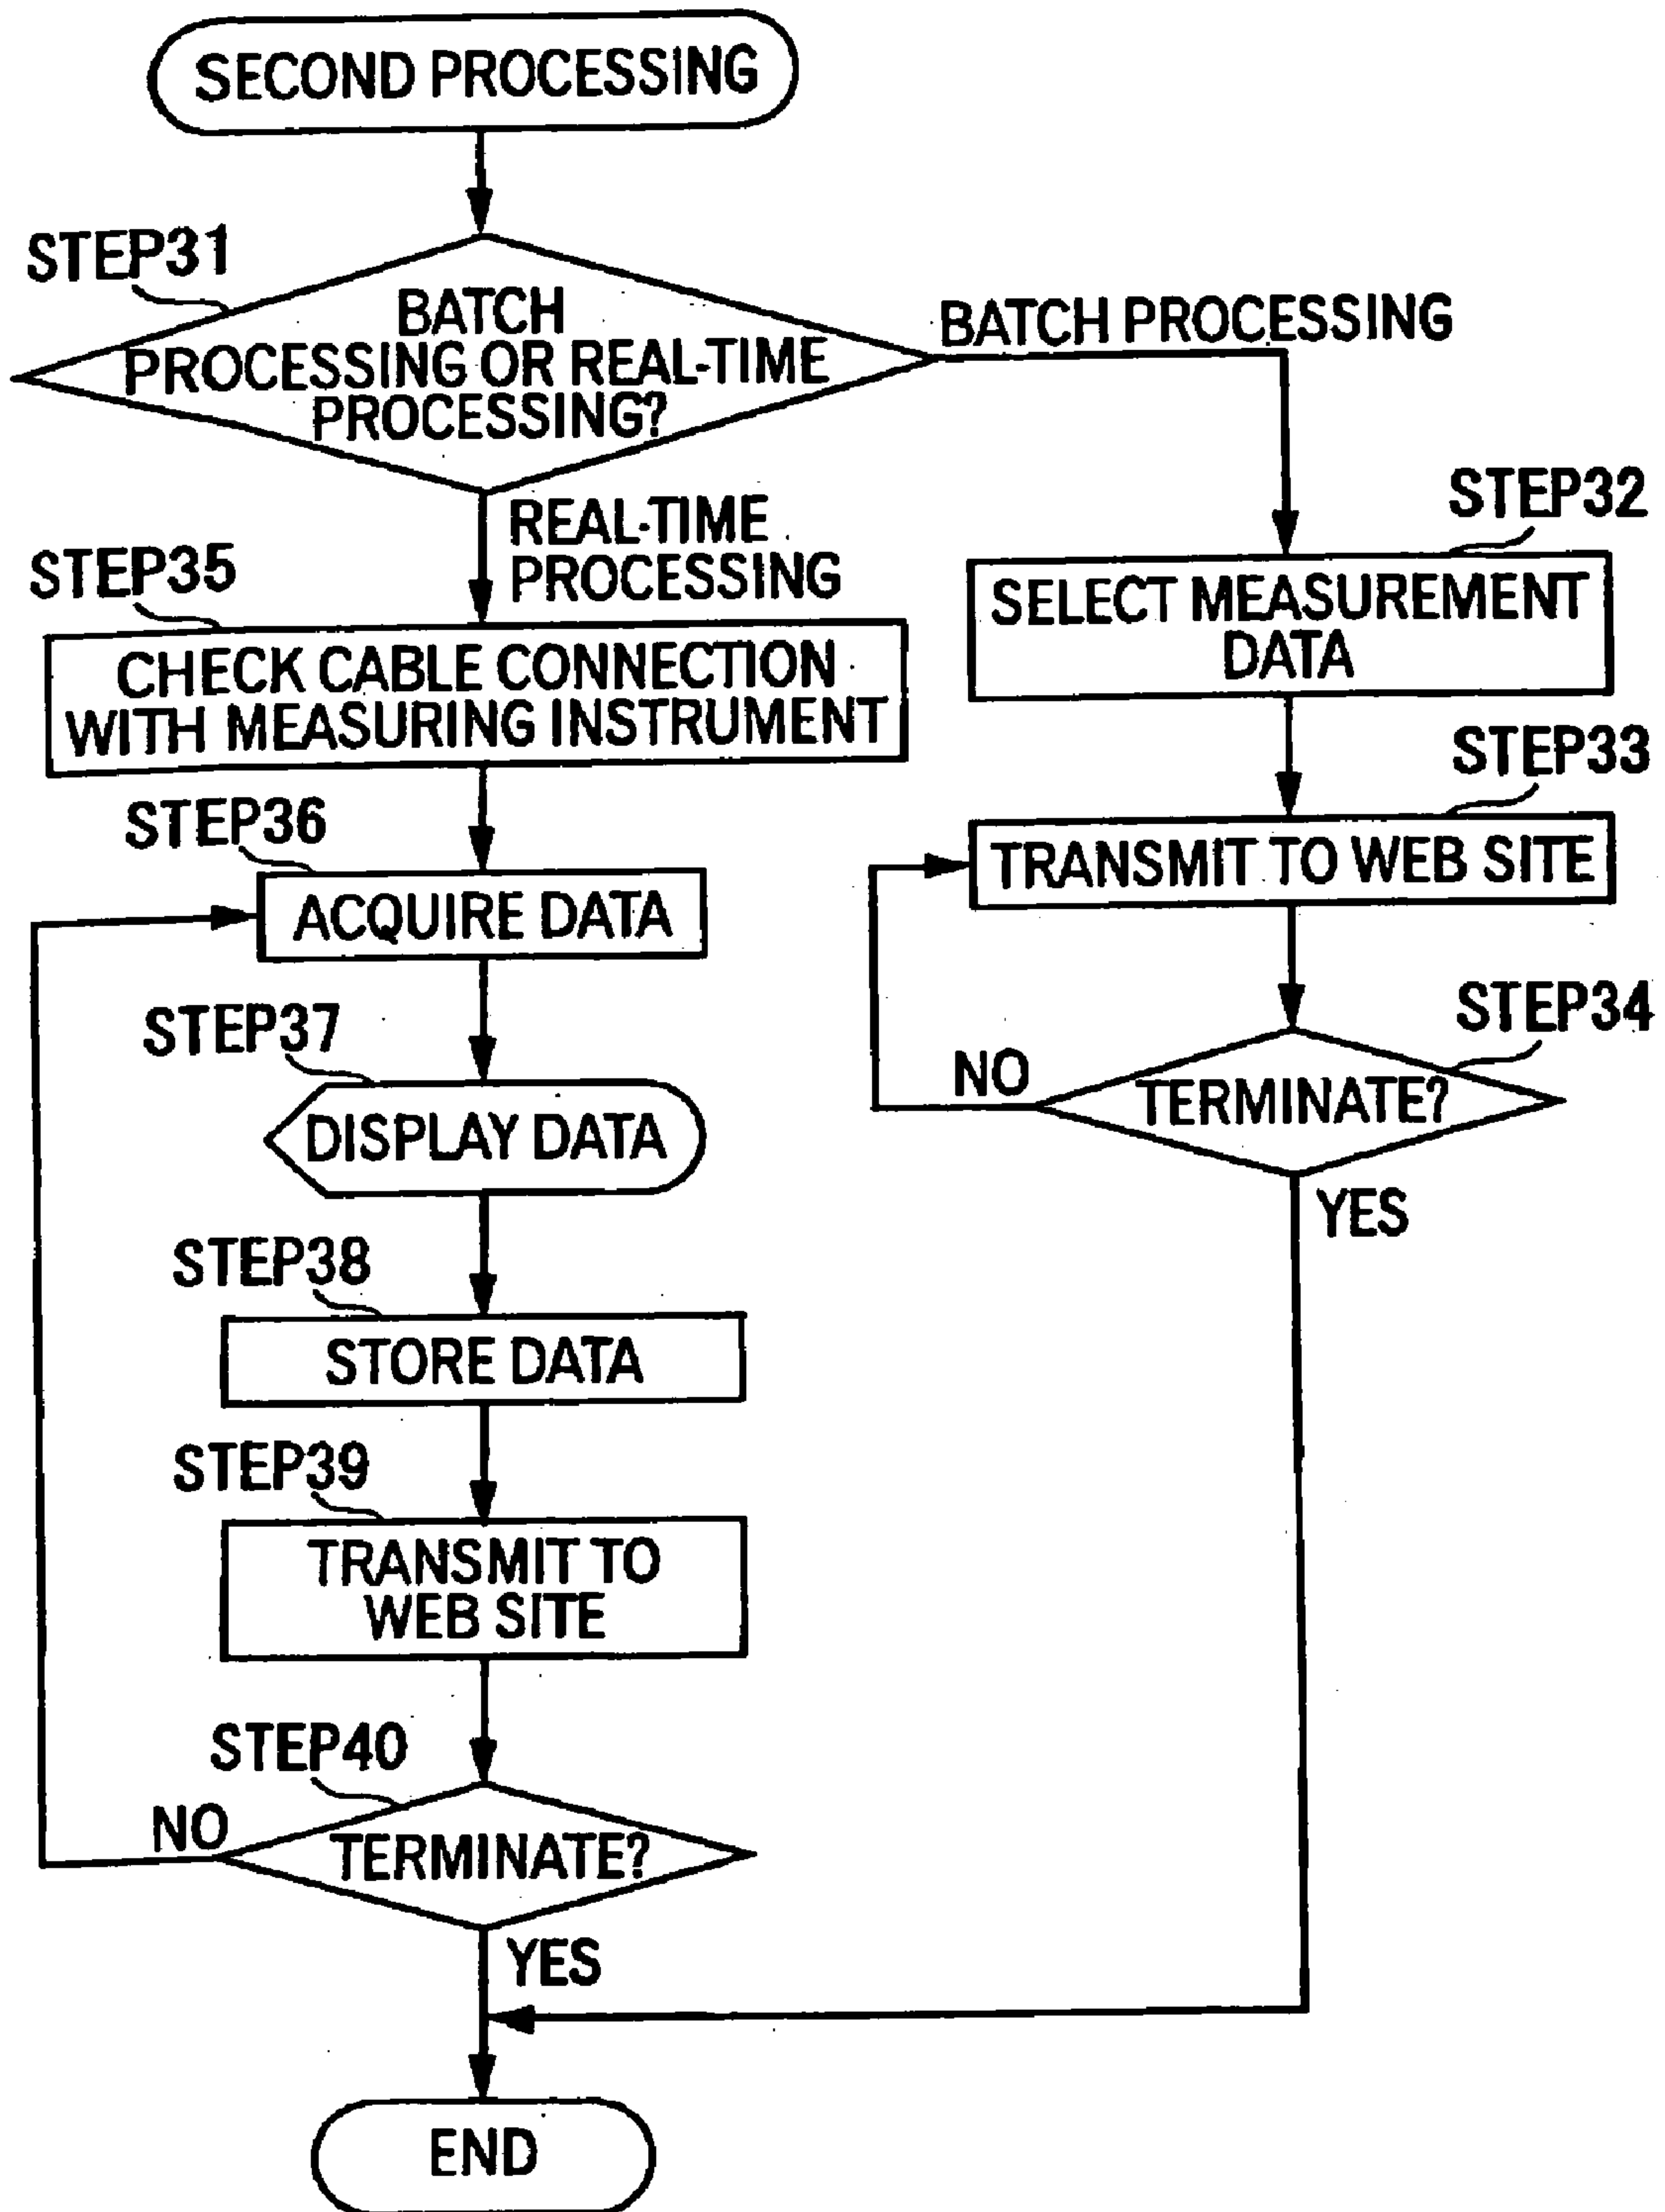 SECOND PROCESSING
STEP31
BATCH
PROCESSING OR REAL-TIME
PROCESSING?
BATCH PROCESSING
REAL-TIME
PROCESSING
STEP32
SELECT MEASUREMENT
DATA
STEP33
TRANSMIT TO WEB SITE
STEP34
TERMINATE?
NO
YES
STEP35
CHECK CABLE CONNECTION
WITH MEASURING INSTRUMENT
STEP36
ACQUIRE DATA
STEP37
DISPLAY DATA
STEP38
STORE DATA
STEP39
TRANSMIT TO
WEB SITE
STEP40
TERMINATE?
NO
YES
END